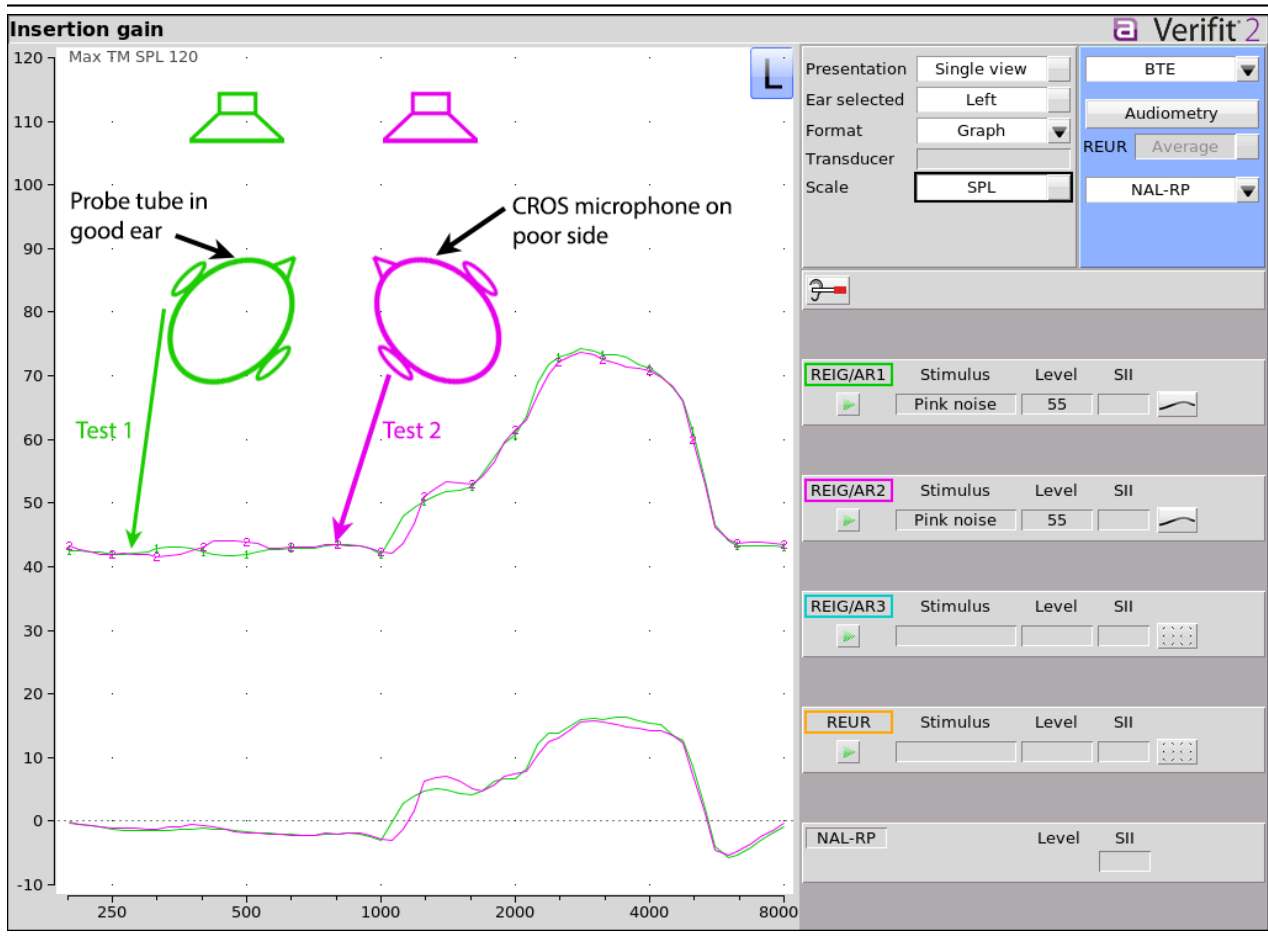 Insertion gain
a Verifit 2
Max TM SPL 120
L
120
110
100
90
80
70
60
50
40
30
20
10
0
-10
250 500 1000 2000 4000 8000
Probe tube in
good ear
CROS microphone on
poor side
Test 1
Test 2
Presentation Single view
Ear selected Left
Format Graph
Transducer
Scale SPL
BTE
Audiometry
REUR Average
NAL-RP
REIG/AR1 Stimulus Level SII
Pink noise 55
REIG/AR2 Stimulus Level SII
Pink noise 55
REIG/AR3 Stimulus Level SII
REUR Stimulus Level SII
NAL-RP Level SII